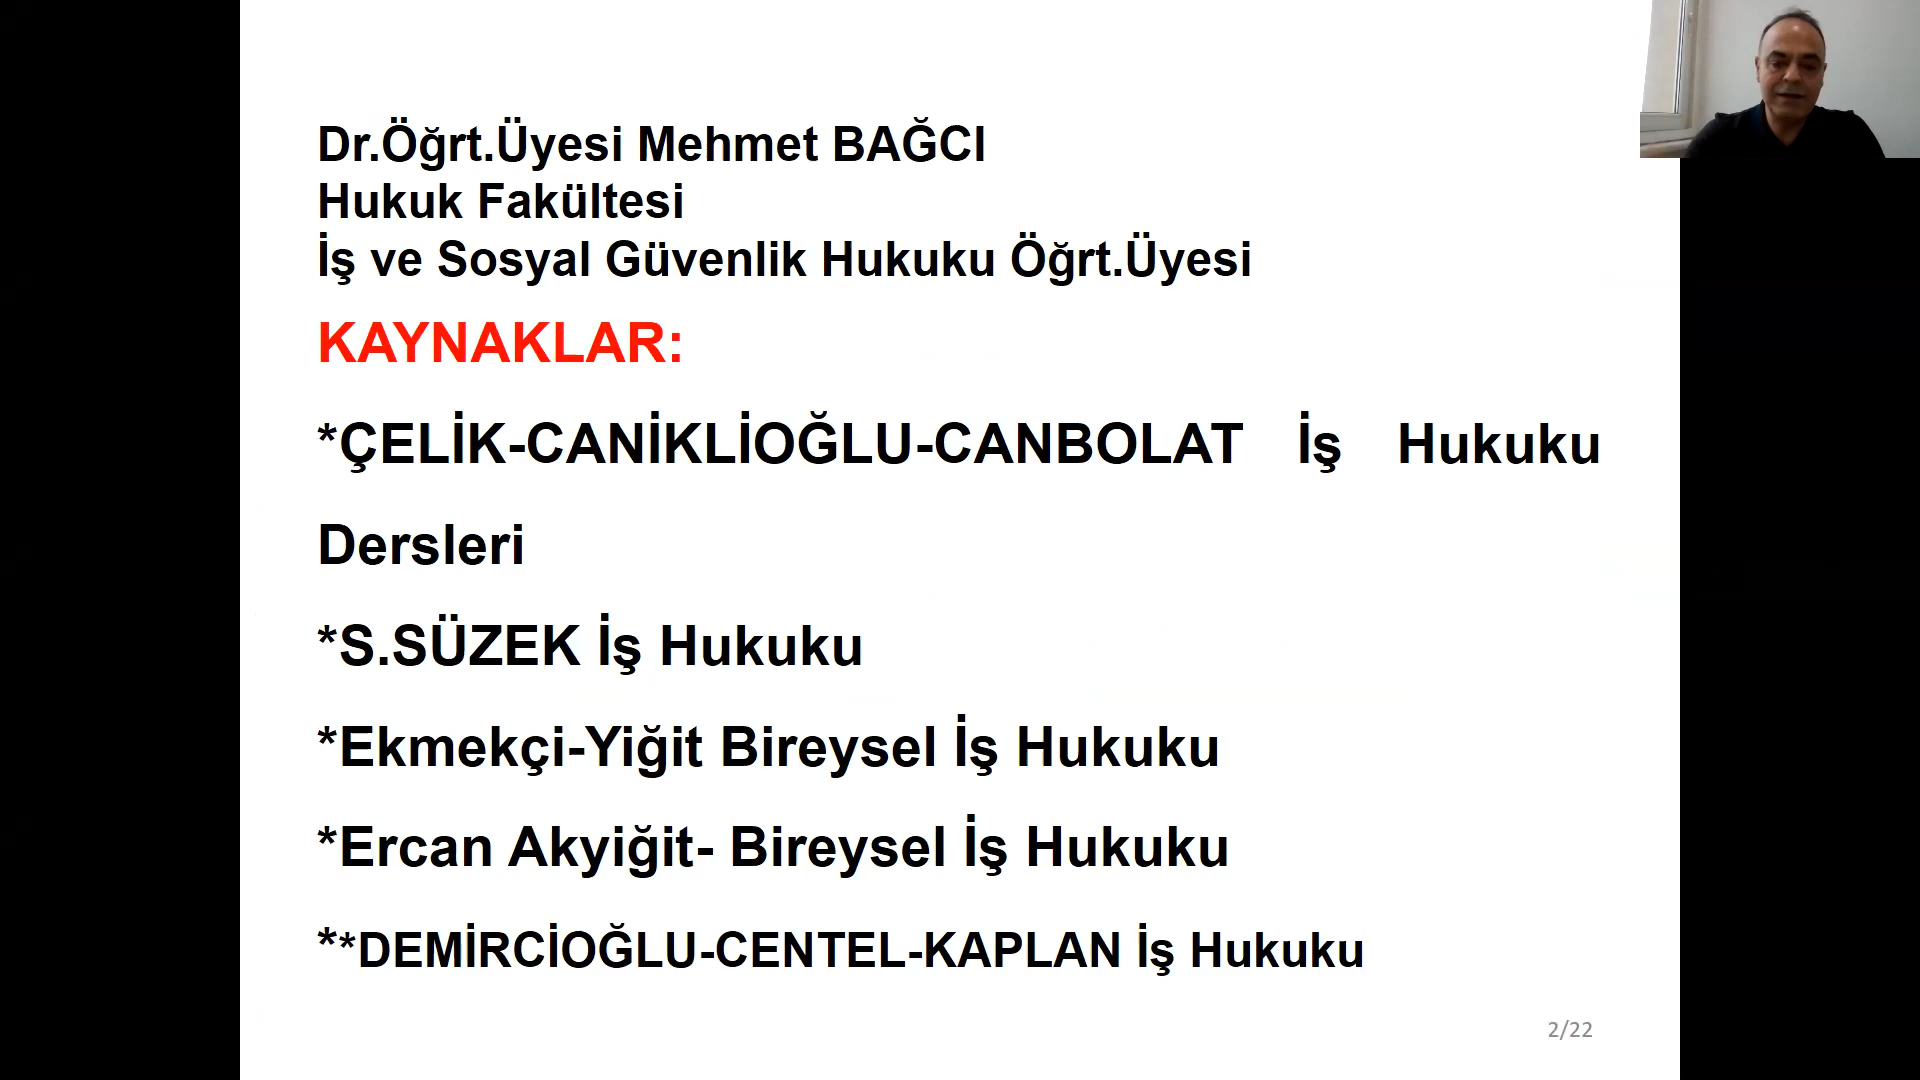 Dr.Öğrt.Üyesi Mehmet BAĞCI
Hukuk Fakültesi
İş ve Sosyal Güvenlik Hukuku Öğrt.Üyesi
KAYNAKLAR:
*ÇELİK-CANİKLİOĞLU-CANBOLAT İş Hukuku
Dersleri
*S.SÜZEK İş Hukuku
*Ekmekçi-Yiğit Bireysel İş Hukuku
*Ercan Akyiğit- Bireysel İş Hukuku
**DEMİRCİOĞLU-CENTEL-KAPLAN İş Hukuku
2/22